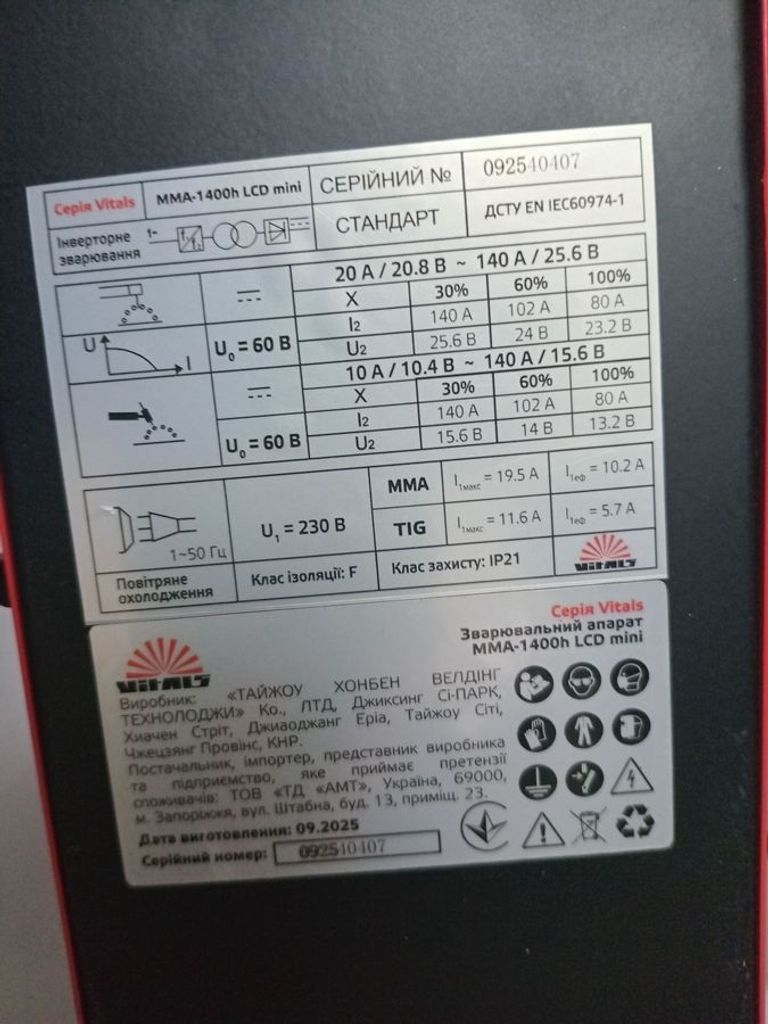 Серія Vitals
MMA-1400h LCD mini
СЕРІЙНИЙ №
092540407
Інверторне
зварювання
1~
СТАНДАРТ
ДСТУ EN IEC60974-1
20 А / 20.8 В ~ 140 А / 25.6 В
X 30% 60% 100%
I2 140 А 102 А 80 А
U I
U0 = 60 В
U2 25.6 В 24 В 23.2 В
10 А / 10.4 В ~ 140 А / 15.6 В
X 30% 60% 100%
I2 140 А 102 А 80 А
U0 = 60 В
U2 15.6 В 14 В 13.2 В
1~50 Гц
U1 = 230 В
MMA I1макс = 19.5 А I1еф = 10.2 А
TIG I1макс = 11.6 А I1еф = 5.7 А
Повітряне
охолодження
Клас ізоляції: F
Клас захисту: IP21
VITALS
Серія Vitals
Зварювальний апарат
MMA-1400h LCD mini
VITALS
Виробник: «ТАЙЖОУ ХОНБЕН ВЕЛДІНГ
ТЕХНОЛОДЖИ» Ко., ЛТД, Джиксинг Сі-ПАРК,
Хиачен Стріт, Джиаоджанг Еріа, Тайжоу Сіті,
Чжецзянг Провінс, КНР.
Постачальник, імпортер, представник виробника
та підприємство, яке приймає претензії
споживачів: ТОВ «ТД «АМТ», Україна, 69000,
м. Запоріжжя, вул. Штабна, буд. 13, приміщ. 23.
Дата виготовлення: 09.2025
Серійний номер: 092540407